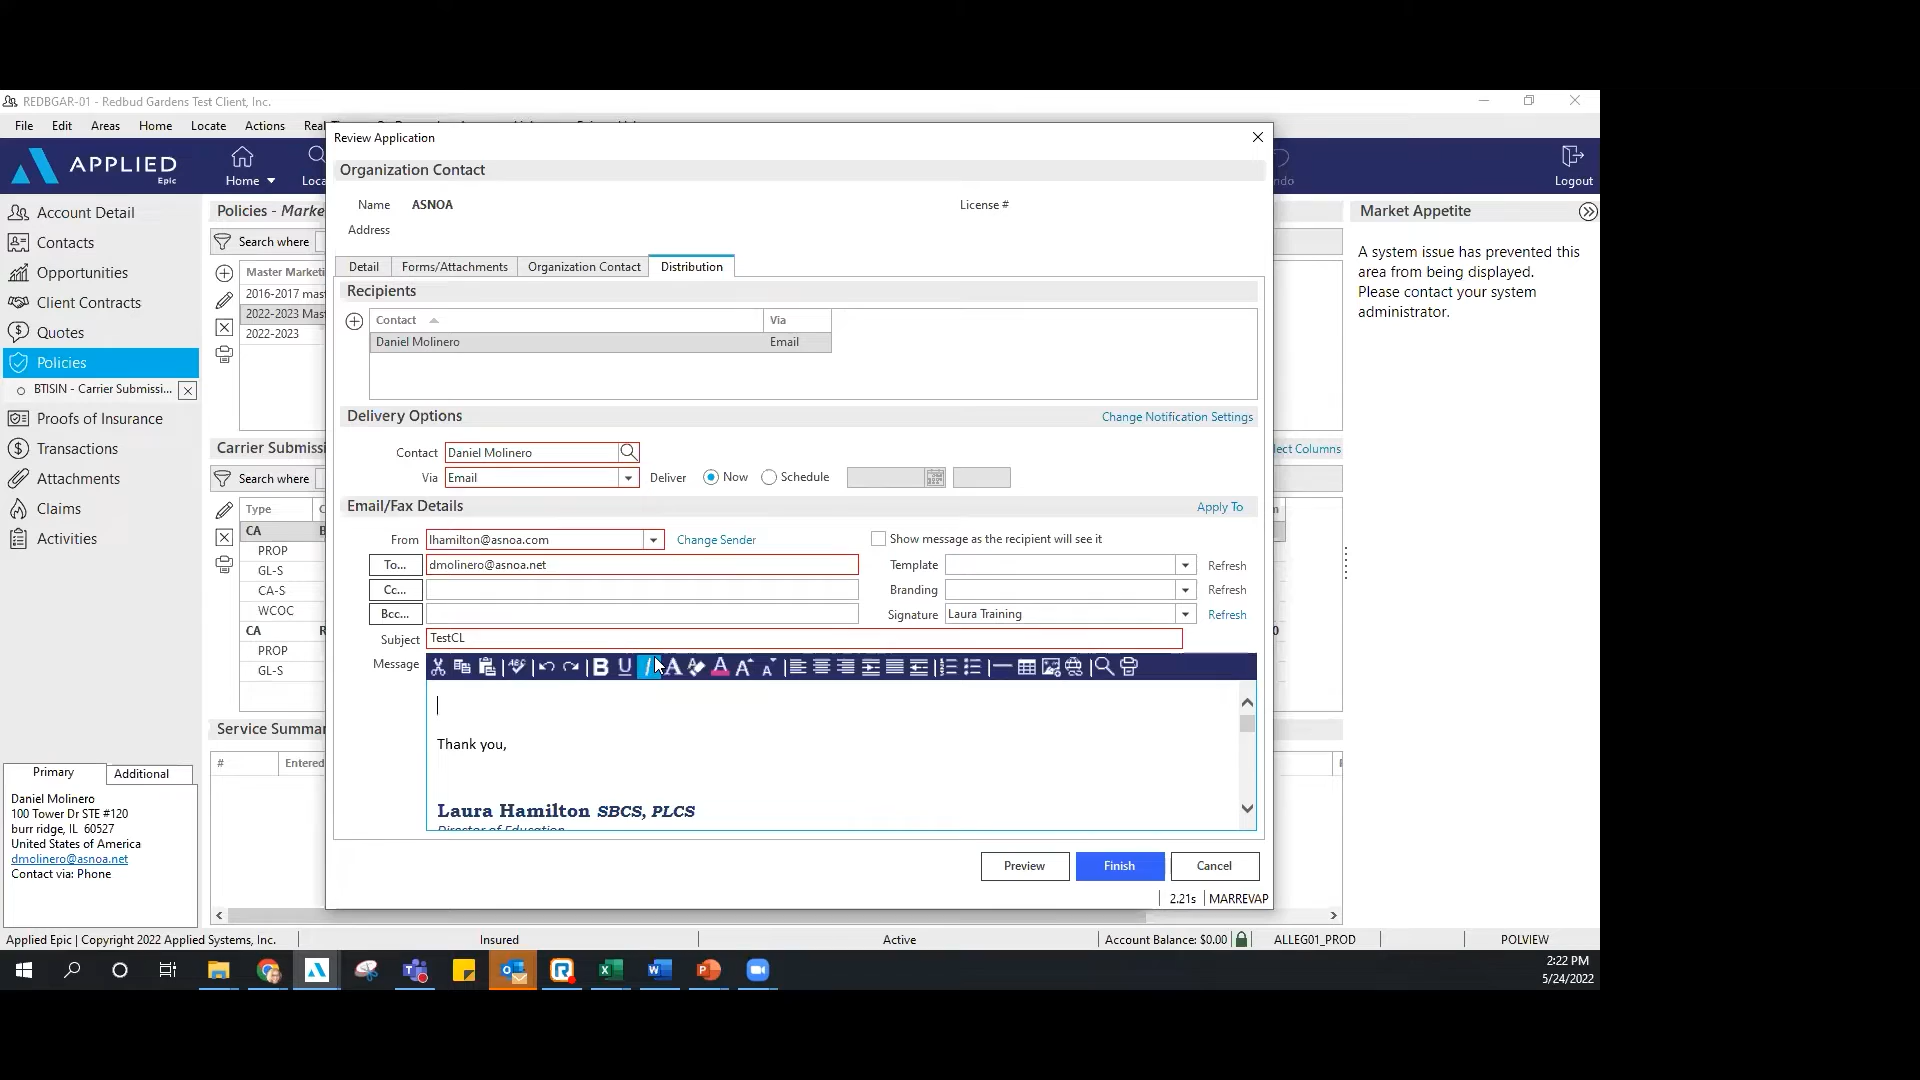 REDBGAR-01 - Redbud Gardens Test Client, Inc.
File Edit Areas Home Locate Actions
Review Application
APPLIED
Epic
Home
Logout
Organization Contact
Name ASNOA License #
Address
Detail Forms/Attachments Organization Contact Distribution
Recipients
Contact Via
Daniel Molinero Email
Delivery Options Change Notification Settings
Contact Daniel Molinero
Via Email Deliver Now Schedule
Email/Fax Details Apply To
From lhamilton@asnoa.com Change Sender Show message as the recipient will see it
To... dmolinero@asnoa.net Template Refresh
Cc... Branding Refresh
Bcc... Signature Laura Training Refresh
Subject TestCL
Message
Thank you,
Laura Hamilton SBCS, PLCS
Director of Education
Preview Finish Cancel
2.21s MARREVAP
Account Detail
Contacts
Opportunities
Client Contracts
Quotes
Policies
BTISIN - Carrier Submissi...
Proofs of Insurance
Transactions
Attachments
Claims
Activities
Primary Additional
Daniel Molinero
100 Tower Dr STE #120
burr ridge, IL 60527
United States of America
dmolinero@asnoa.net
Contact via: Phone
Policies - Marke
Search where
Master Marketi
2016-2017 mast
2022-2023 Mast
2022-2023
Carrier Submissi
Search where
Type
CA
PROP
GL-S
CA-S
WCOC
CA
PROP
GL-S
Service Summar
# Entered
Market Appetite
A system issue has prevented this
area from being displayed.
Please contact your system
administrator.
Applied Epic | Copyright 2022 Applied Systems, Inc. Insured Active Account Balance: $0.00 ALLEG01_PROD POLVIEW
2:22 PM
5/24/2022